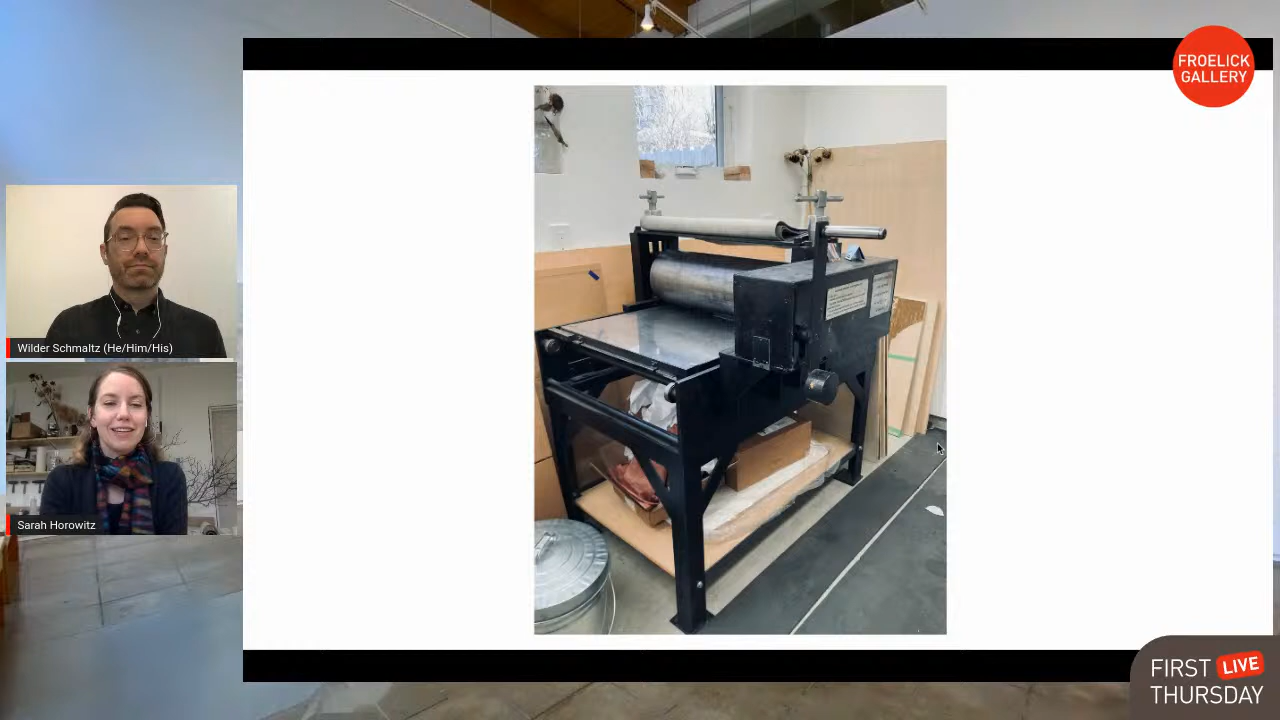 FROELICK
GALLERY
Wilder Schmaltz (He/Him/His)
Sarah Horowitz
FIRST LIVE
THURSDAY